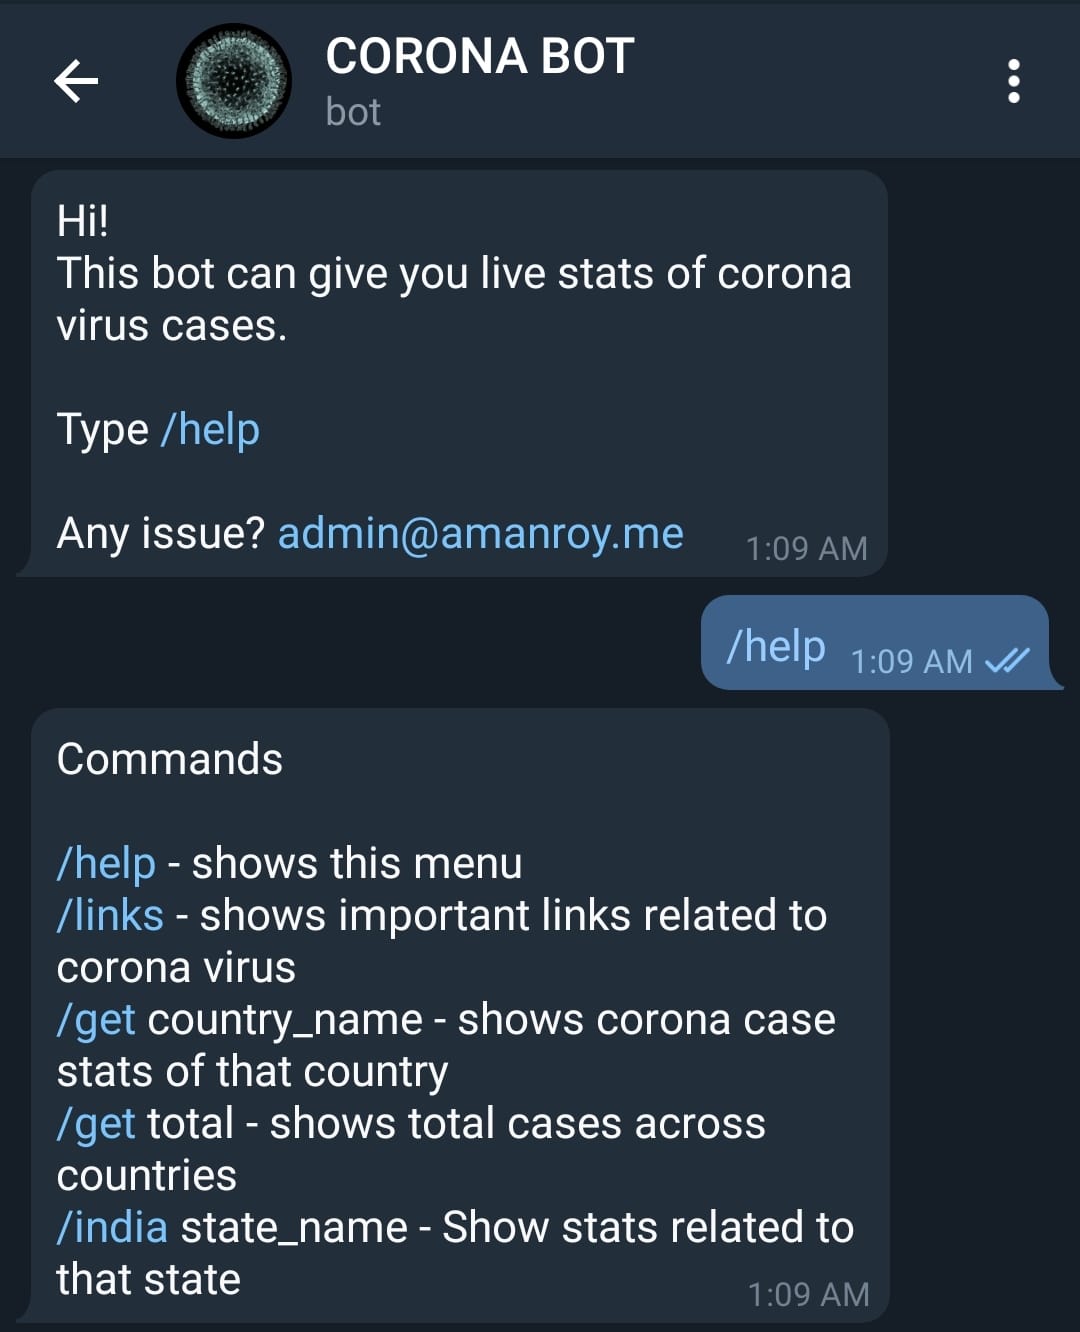 CORONA BOT
bot
Hi!
This bot can give you live stats of corona
virus cases.
Type /help
Any issue? admin@amanroy.me
1:09 AM
/help 1:09 AM
Commands
/help - shows this menu
/links - shows important links related to
corona virus
/get country_name - shows corona case
stats of that country
/get total - shows total cases across
countries
/india state_name - Show stats related to
that state
1:09 AM